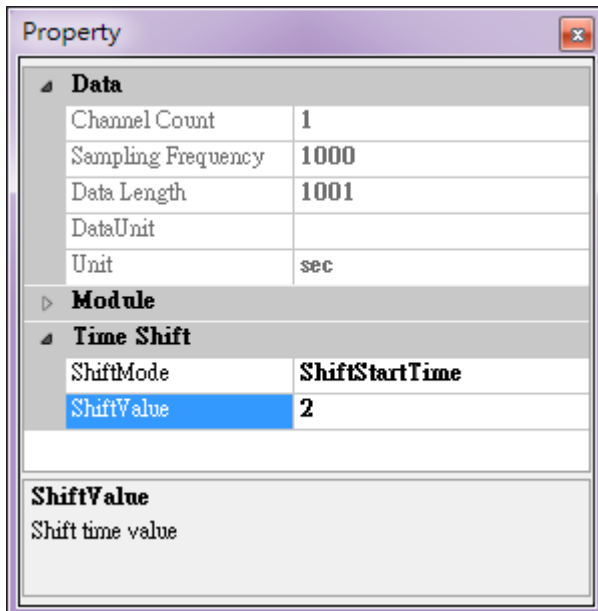 Property
Data
Channel Count 1
Sampling Frequency 1000
Data Length 1001
DataUnit
Unit sec
Module
Time Shift
ShiftMode ShiftStartTime
ShiftValue 2
ShiftValue
Shift time value